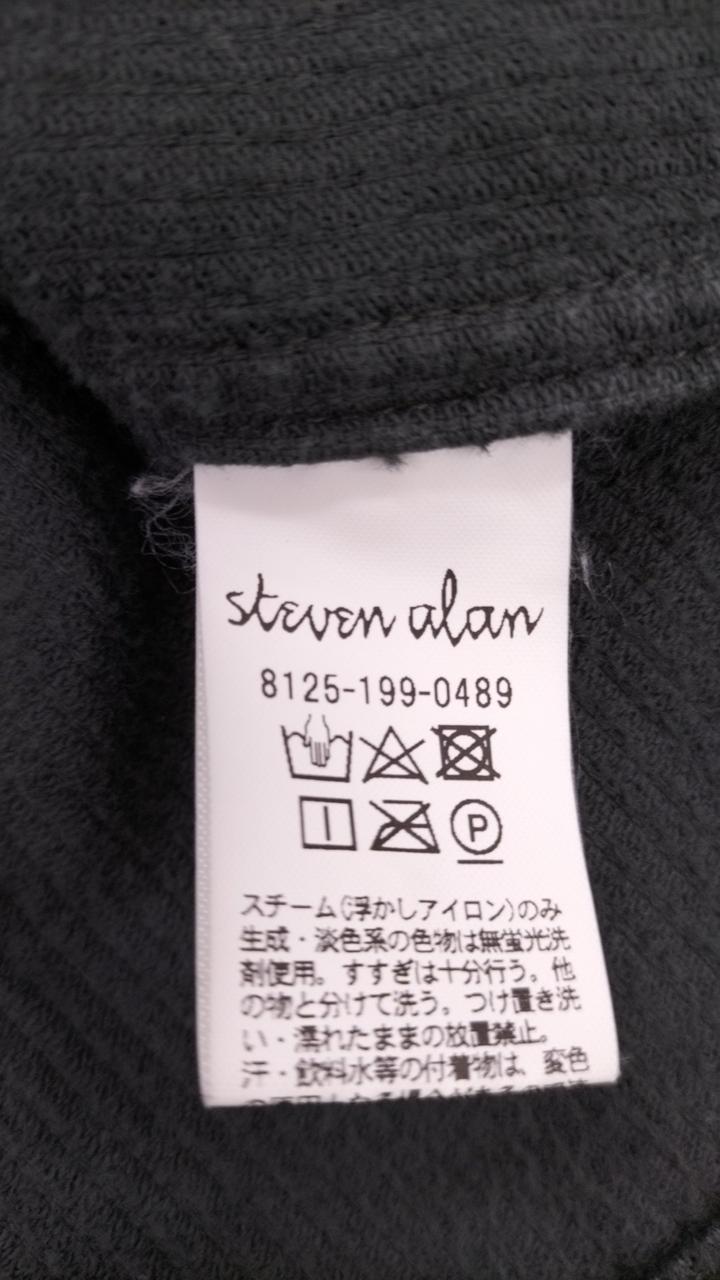 steven alan
8125-199-0489
P
スチーム(浮かしアイロン)のみ
生成・淡色系の色物は無蛍光洗
剤使用。すすぎは十分行う。他
の物と分けて洗う。つけ置き洗
い・濡れたままの放置禁止。
汗・飲料水等の付着物は、変色